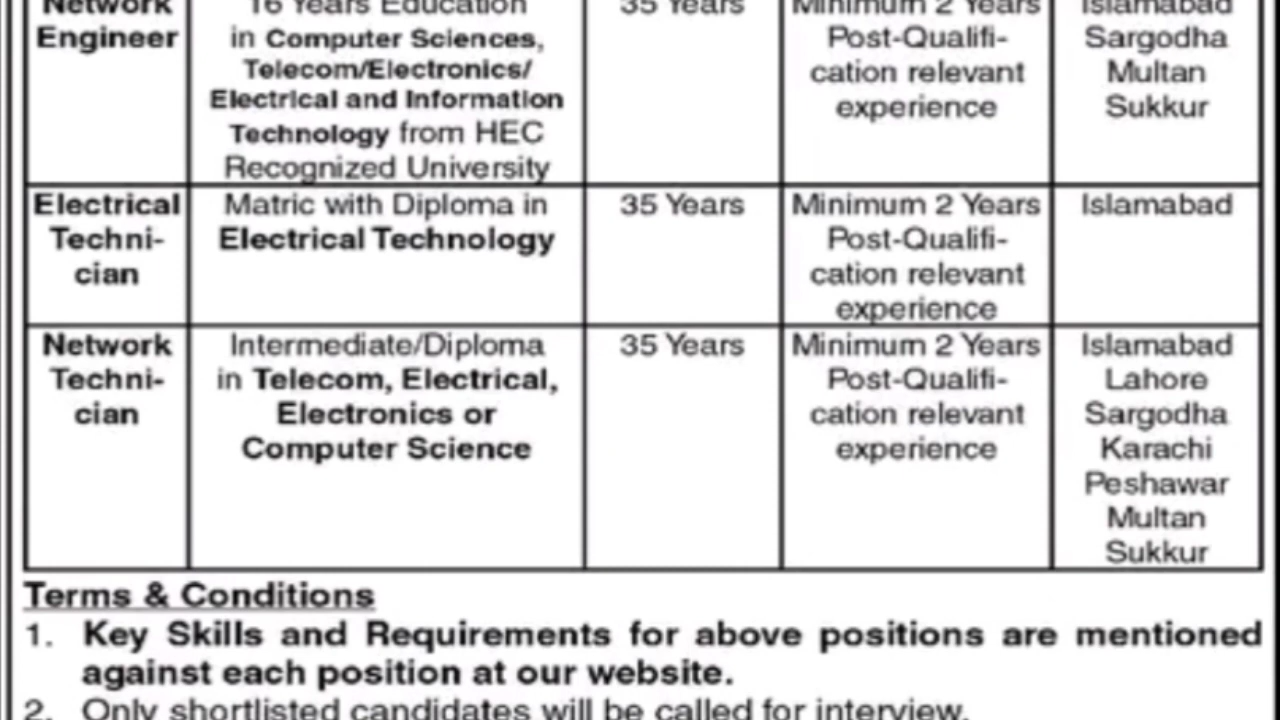 Network
Engineer
16 Years Education
in Computer Sciences,
Telecom/Electronics/
Electrical and Information
Technology from HEC
Recognized University
35 Years
Minimum 2 Years
Post-Qualifi-
cation relevant
experience
Islamabad
Sargodha
Multan
Sukkur
Electrical
Techni-
cian
Matric with Diploma in
Electrical Technology
35 Years
Minimum 2 Years
Post-Qualifi-
cation relevant
experience
Islamabad
Network
Techni-
cian
Intermediate/Diploma
in Telecom, Electrical,
Electronics or
Computer Science
35 Years
Minimum 2 Years
Post-Qualifi-
cation relevant
experience
Islamabad
Lahore
Sargodha
Karachi
Peshawar
Multan
Sukkur
Terms & Conditions
1. Key Skills and Requirements for above positions are mentioned
against each position at our website.
2. Only shortlisted candidates will be called for interview.